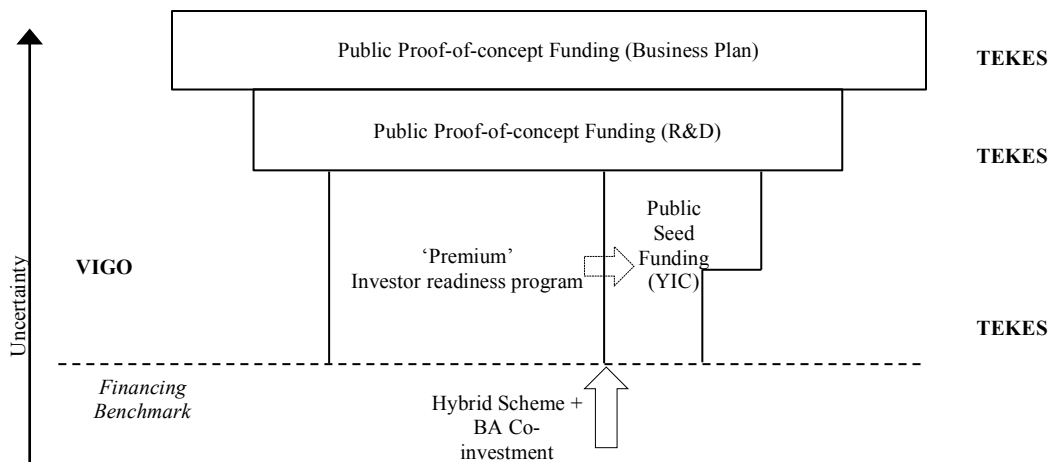 Public Proof-of-concept Funding (Business Plan)
TEKES
Public Proof-of-concept Funding (R&D)
TEKES
Uncertainty
VIGO
‘Premium’
Investor readiness program
Public
Seed
Funding
(YIC)
TEKES
Financing
Benchmark
Hybrid Scheme +
BA Co-
investment